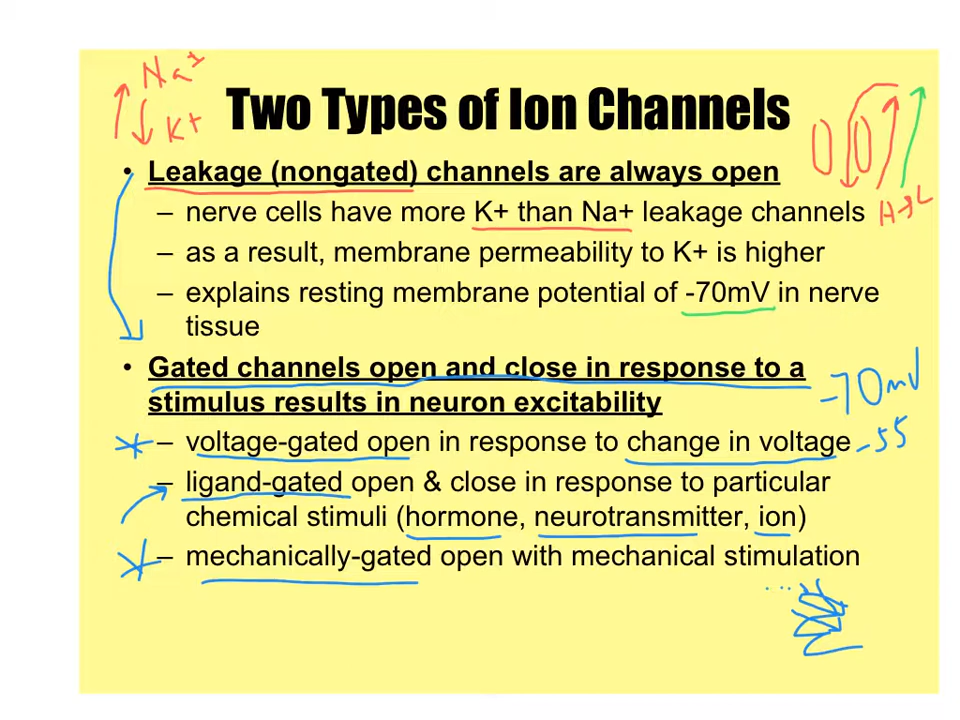 Na+
K+
Two Types of Ion Channels
• Leakage (nongated) channels are always open
– nerve cells have more K+ than Na+ leakage channels
H→L
– as a result, membrane permeability to K+ is higher
– explains resting membrane potential of -70mV in nerve
tissue
• Gated channels open and close in response to a
stimulus results in neuron excitability
-70mV
– voltage-gated open in response to change in voltage
-55
– ligand-gated open & close in response to particular
chemical stimuli (hormone, neurotransmitter, ion)
– mechanically-gated open with mechanical stimulation